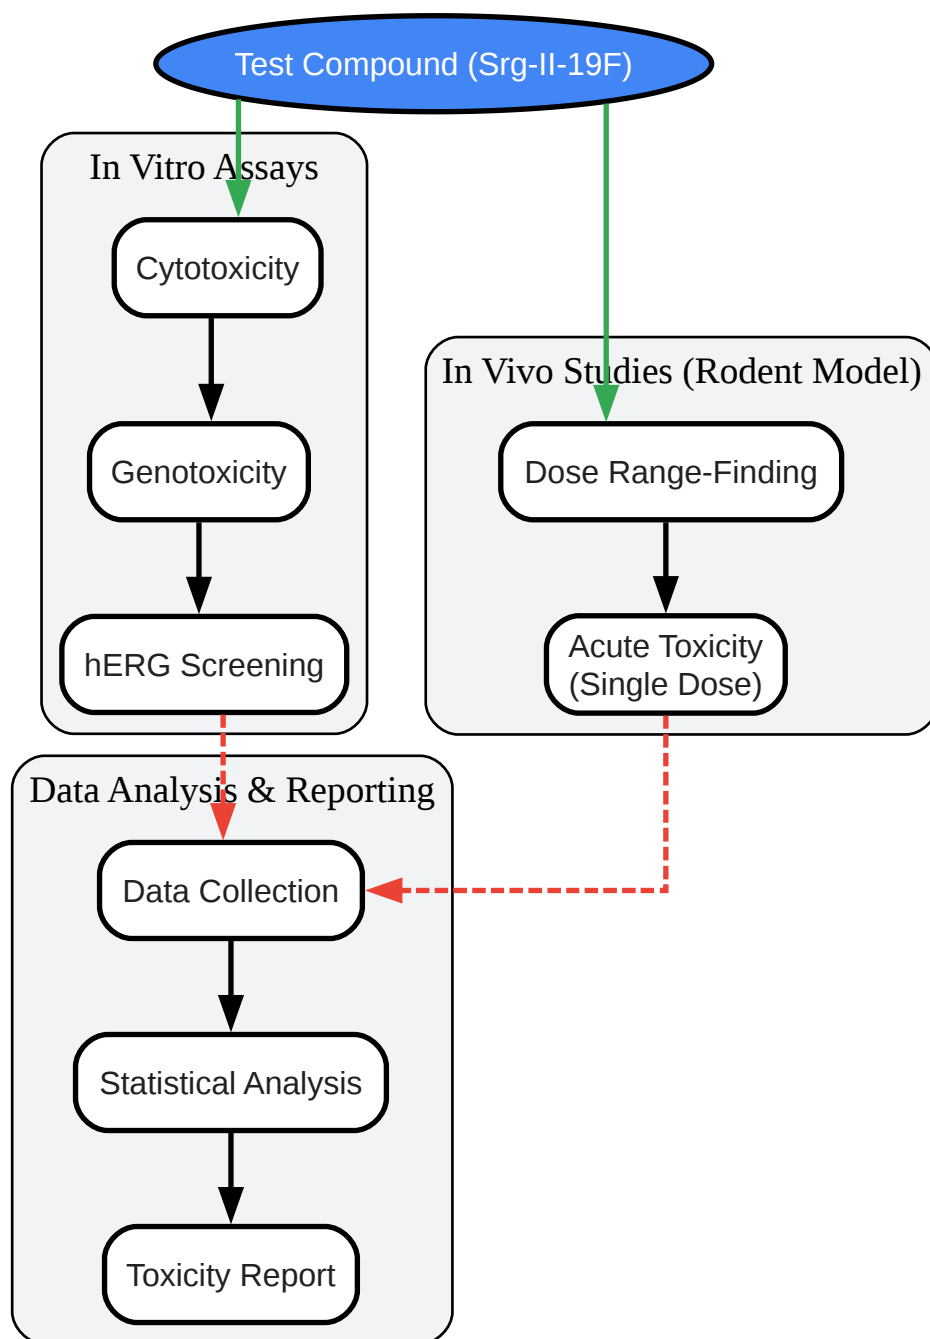 Test Compound (Srg-II-19F)
In Vitro Assays
Cytotoxicity
Genotoxicity
hERG Screening
In Vivo Studies (Rodent Model)
Dose Range-Finding
Acute Toxicity
(Single Dose)
Data Analysis & Reporting
Data Collection
Statistical Analysis
Toxicity Report